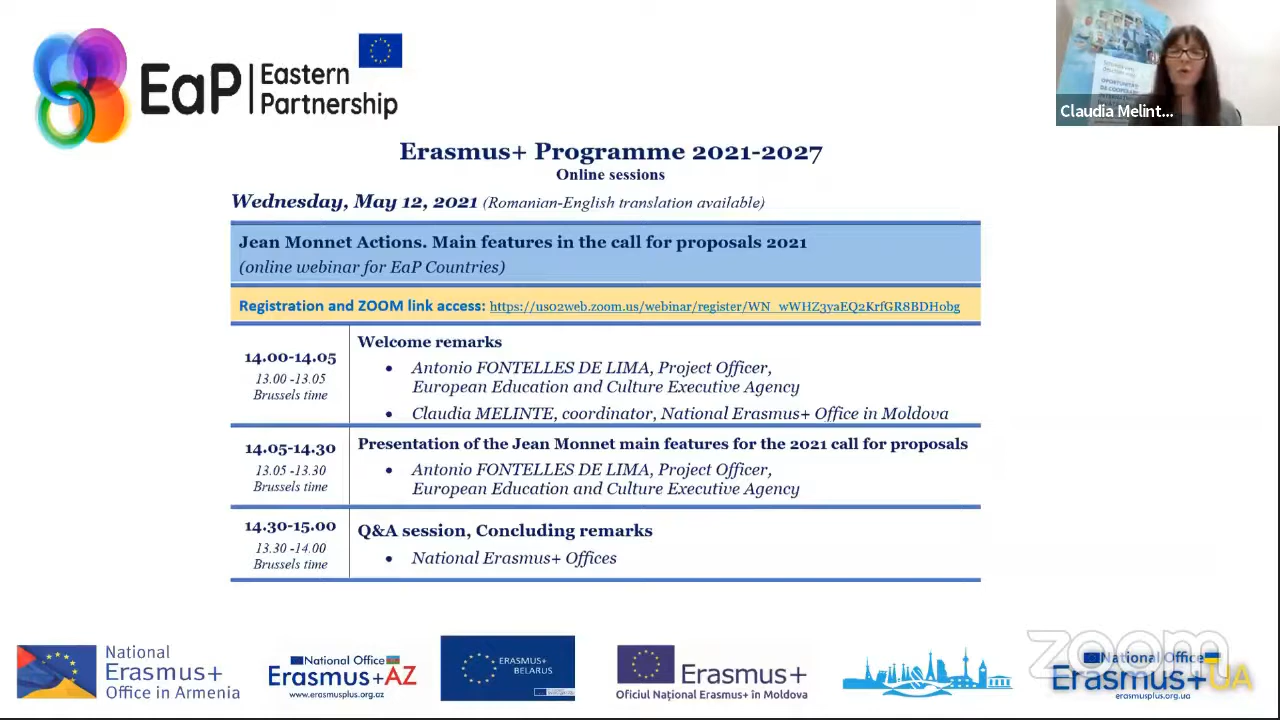 EaP
Eastern
Partnership
Claudia Melint...
Erasmus+ Programme 2021-2027
Online sessions
Wednesday, May 12, 2021 (Romanian-English translation available)
Jean Monnet Actions. Main features in the call for proposals 2021
(online webinar for EaP Countries)
Registration and ZOOM link access: https://us02web.zoom.us/webinar/register/WN_wWHZ3yaEQ2KrfGR8BDH0bg
14.00-14.05
13.00 -13.05
Brussels time
Welcome remarks
• Antonio FONTELLES DE LIMA, Project Officer,
European Education and Culture Executive Agency
• Claudia MELINTE, coordinator, National Erasmus+ Office in Moldova
14.05-14.30
13.05 -13.30
Brussels time
Presentation of the Jean Monnet main features for the 2021 call for proposals
• Antonio FONTELLES DE LIMA, Project Officer,
European Education and Culture Executive Agency
14.30-15.00
13.30 -14.00
Brussels time
Q&A session, Concluding remarks
• National Erasmus+ Offices
National
Erasmus+
Office in Armenia
National Office
Erasmus+AZ
www.erasmusplus.org.az
ERASMUS+
BELARUS
Erasmus+
Oficiul Național Erasmus+ în Moldova
zoom
National Office
Erasmus+UA
erasmusplus.org.ua